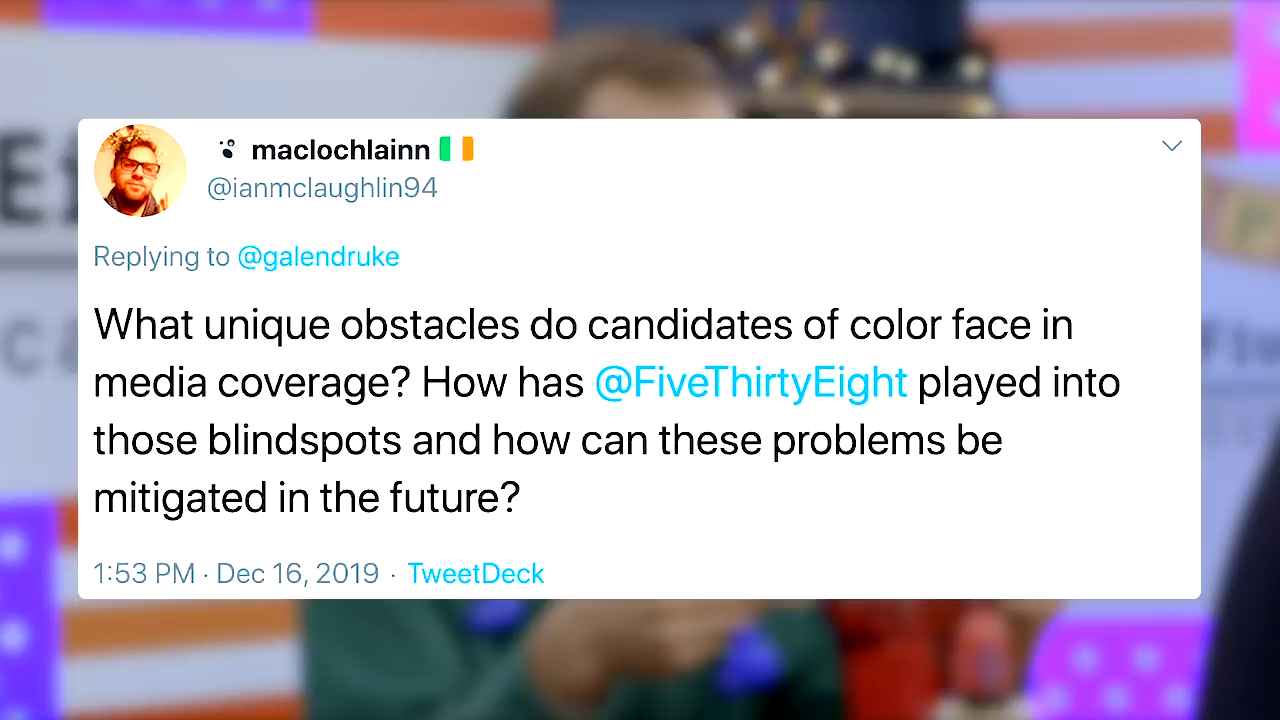 maclochlainn 🇮🇪
@ianmclaughlin94
Replying to @galendruke
What unique obstacles do candidates of color face in
media coverage? How has @FiveThirtyEight played into
those blindspots and how can these problems be
mitigated in the future?
1:53 PM · Dec 16, 2019 · TweetDeck